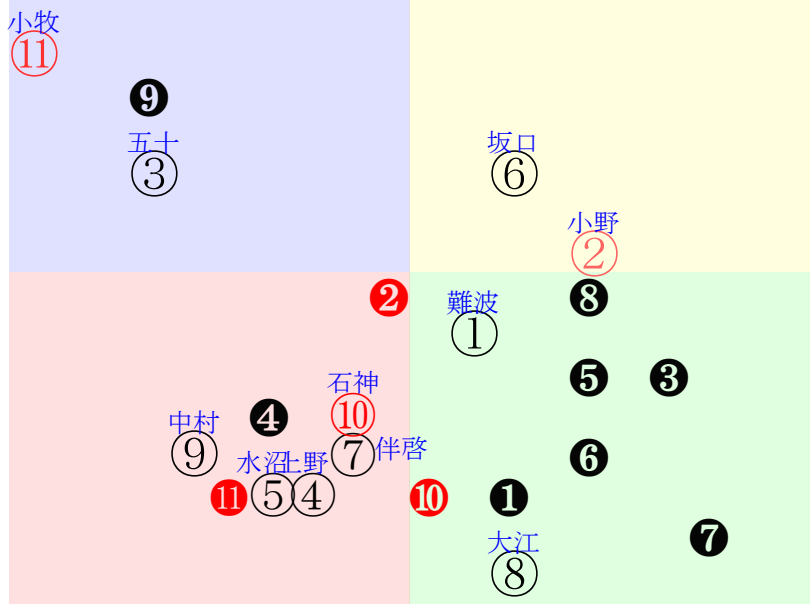 小牧
⑪
❾
五十
③
坂口
⑥
小野
②
❷
難波
①
❽
❺
❸
石神
⑩
中村
⑨
❹
伴啓
⑦
水沼
⑤
上野
④
❻
⓫
❿
❶
大江
⑧
❼